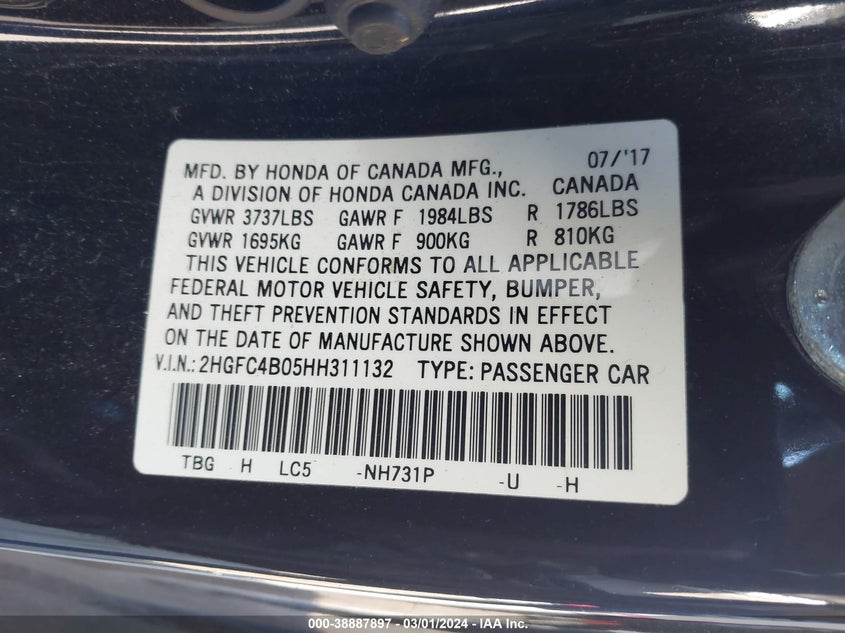 MFD. BY HONDA OF CANADA MFG., 07/'17
A DIVISION OF HONDA CANADA INC. CANADA
GVWR 3737LBS GAWR F 1984LBS R 1786LBS
GVWR 1695KG GAWR F 900KG R 810KG
THIS VEHICLE CONFORMS TO ALL APPLICABLE
FEDERAL MOTOR VEHICLE SAFETY, BUMPER,
AND THEFT PREVENTION STANDARDS IN EFFECT
ON THE DATE OF MANUFACTURE SHOWN ABOVE.
V.I.N.: 2HGFC4B05HH311132 TYPE: PASSENGER CAR
TBG H LC5 -NH731P -U -H
000-38887897 - 03/01/2024 - IAA Inc.